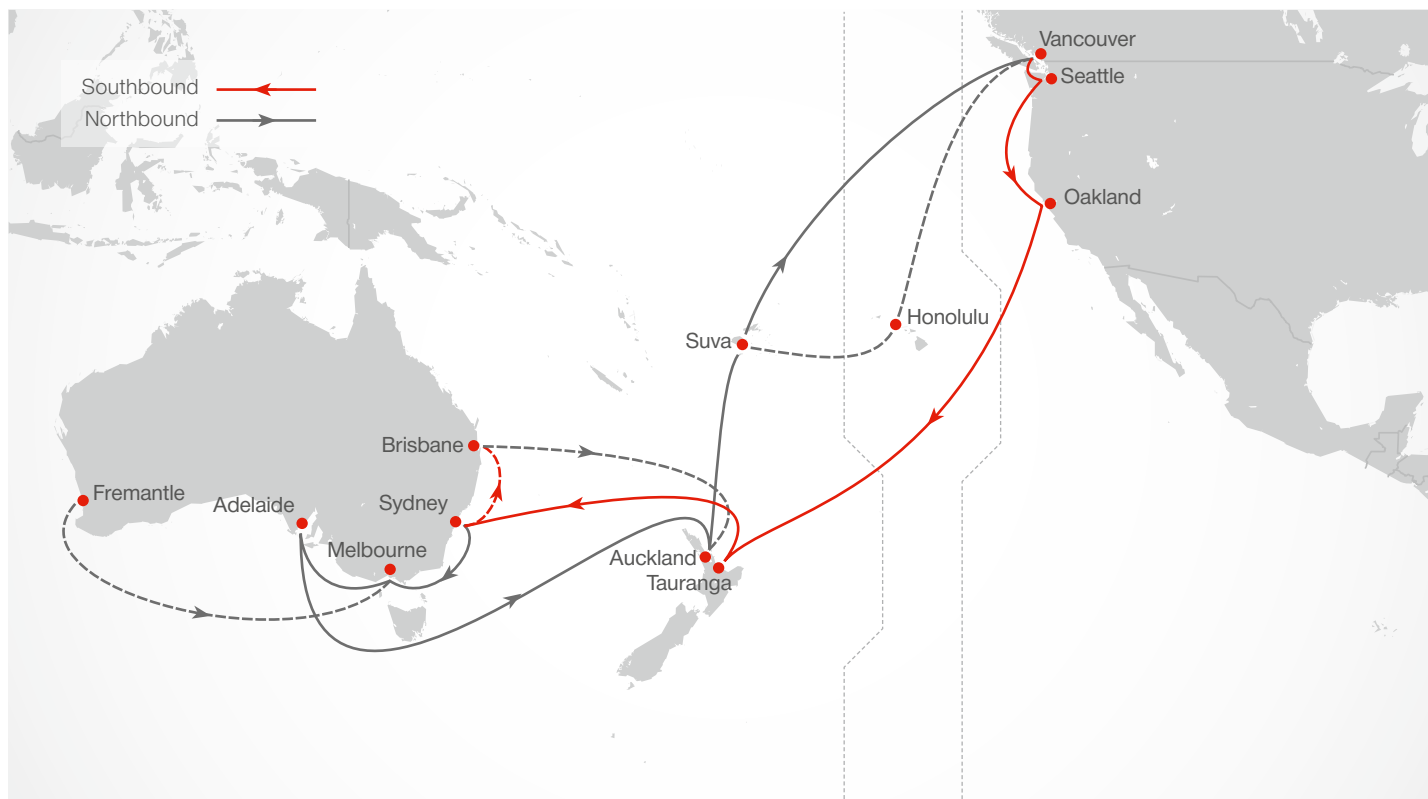 Vancouver
Southbound
Seattle
Northbound
Oakland
Honolulu
Suva
Brisbane
Fremantle
Adelaide
Sydney
Melbourne
Auckland
Tauranga